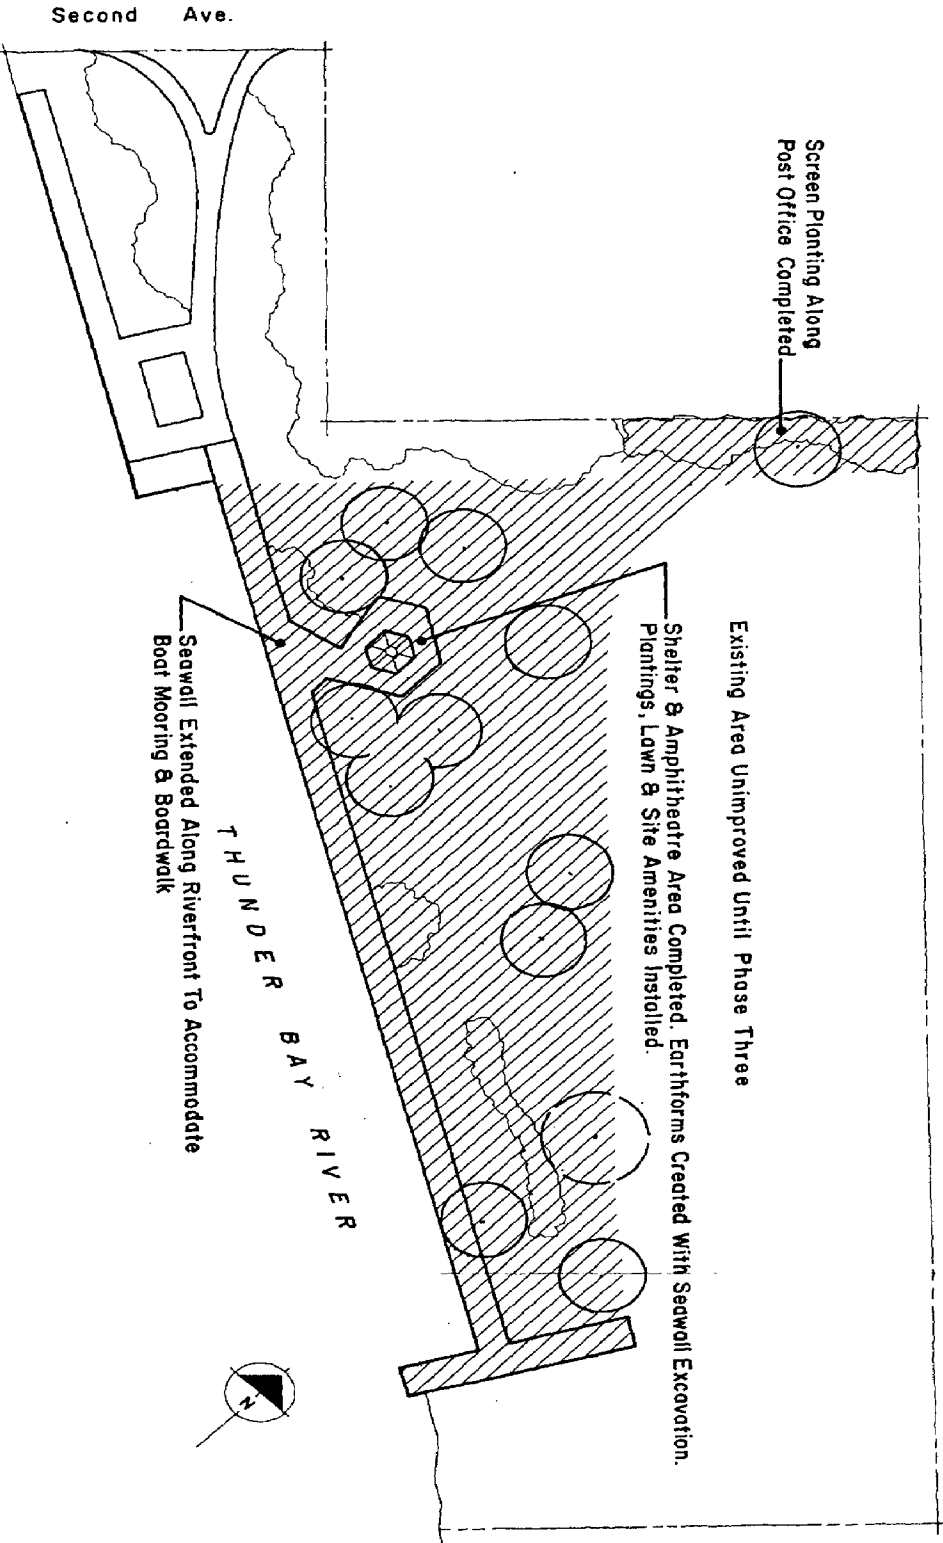 Second Ave.
Screen Planting Along
Post Office Completed
Existing Area Unimproved Until Phase Three
Shelter & Amphitheatre Area Completed. Earthforms Created With Seawall Excavation.
Plantings, Lawn & Site Amenities Installed.
Seawall Extended Along Riverfront To Accommodate
Boat Mooring & Boardwalk
THUNDER BAY RIVER
N